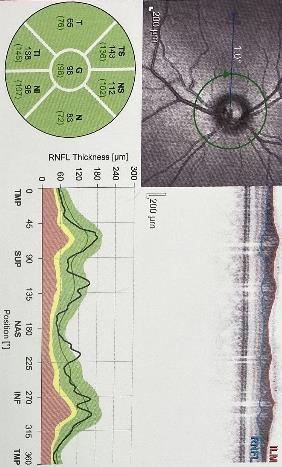 1.0°
200 µm
ILM
RNFL
200 µm
TS
143
(136)
NS
112
(102)
T
65
(76)
G
96
(98)
N
83
(72)
TI
138
(146)
NI
96
(107)
RNFL Thickness [µm]
300
240
180
120
60
0
0 45 90 135 180 225 270 315 360
TMP SUP NAS INF TMP
Position [°]